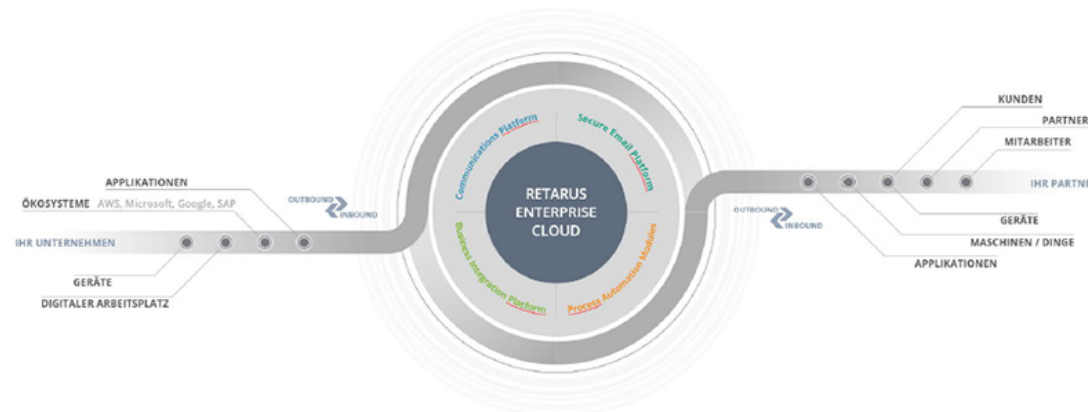 APPLIKATIONEN
ÖKOSYSTEME AWS, Microsoft, Google, SAP
IHR UNTERNEHMEN
GERÄTE
DIGITALER ARBEITSPLATZ
OUTBOUND
INBOUND
Communications Platform
Secure Email Platform
RETARUS
ENTERPRISE
CLOUD
Business Integration Platform
Process Automation Modules
OUTBOUND
INBOUND
KUNDEN
PARTNER
MITARBEITER
IHR PARTN
GERÄTE
MASCHINEN / DINGE
APPLIKATIONEN